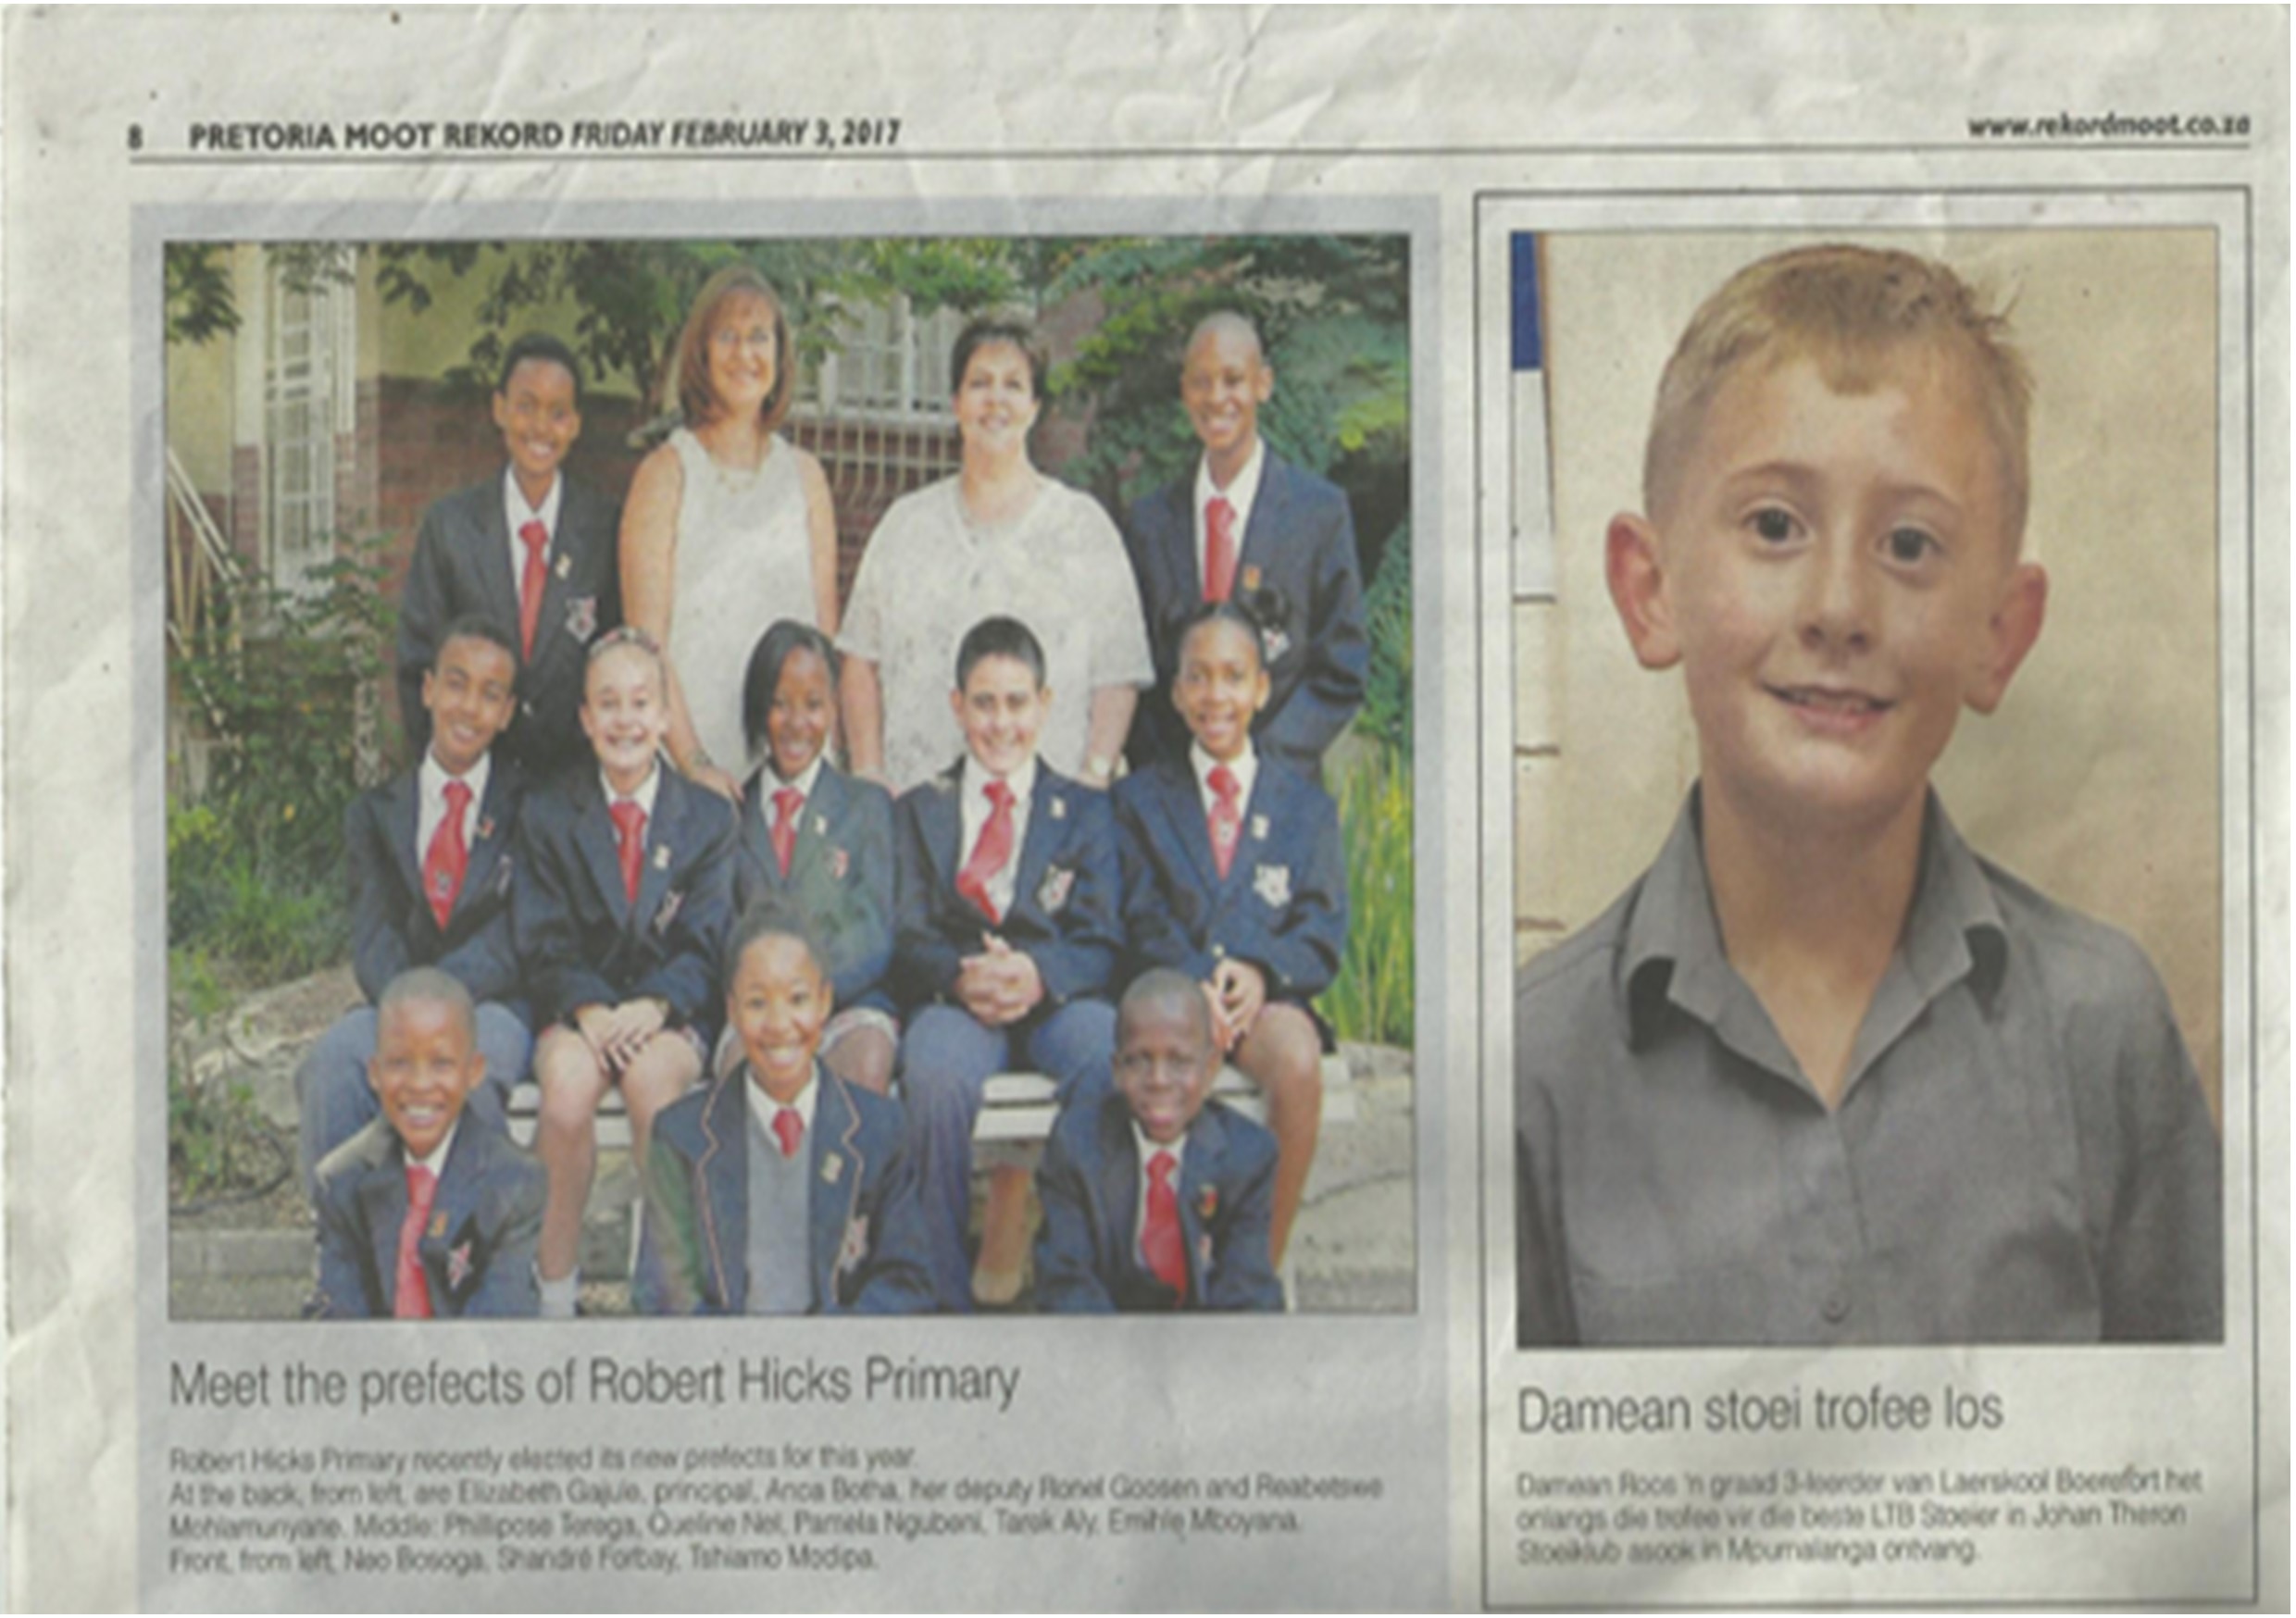 8 PRETORIA MOOT REKORD FRIDAY FEBRUARY 3, 2017
www.rekordmoot.co.za
Meet the prefects of Robert Hicks Primary
Robert Hicks Primary recently elected its new prefects for this year.
At the back, from left, are Elizabeth Gajule, principal, Anca Botha, her deputy Ronel Goosen and Reabetswe
Mohlamunyane. Middle: Phillipose Terega, Queline Nel, Pamela Ngubeni, Tarek Aly, Emihle Mboyana.
Front, from left, Neo Bosoga, Shandré Forbay, Tshiamo Modipa.
Damean stoei trofee los
Damean Roos 'n graad 3-leerder van Laerskool Boerefort het
onlangs die trofee vir die beste LTB Stoeier in Johan Theron
Stoeiklub asook in Mpumalanga ontvang.